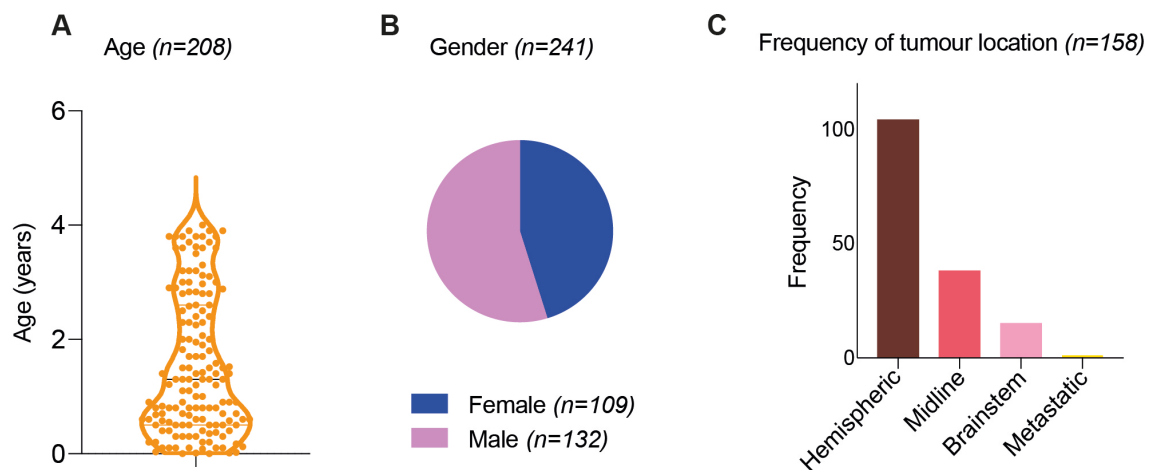 A
Age (n=208)
6
4
2
0
Age (years)
B
Gender (n=241)
Female (n=109)
Male (n=132)
C
Frequency of tumour location (n=158)
100
50
0
Frequency
Hemispheric
Midline
Brainstem
Metastatic